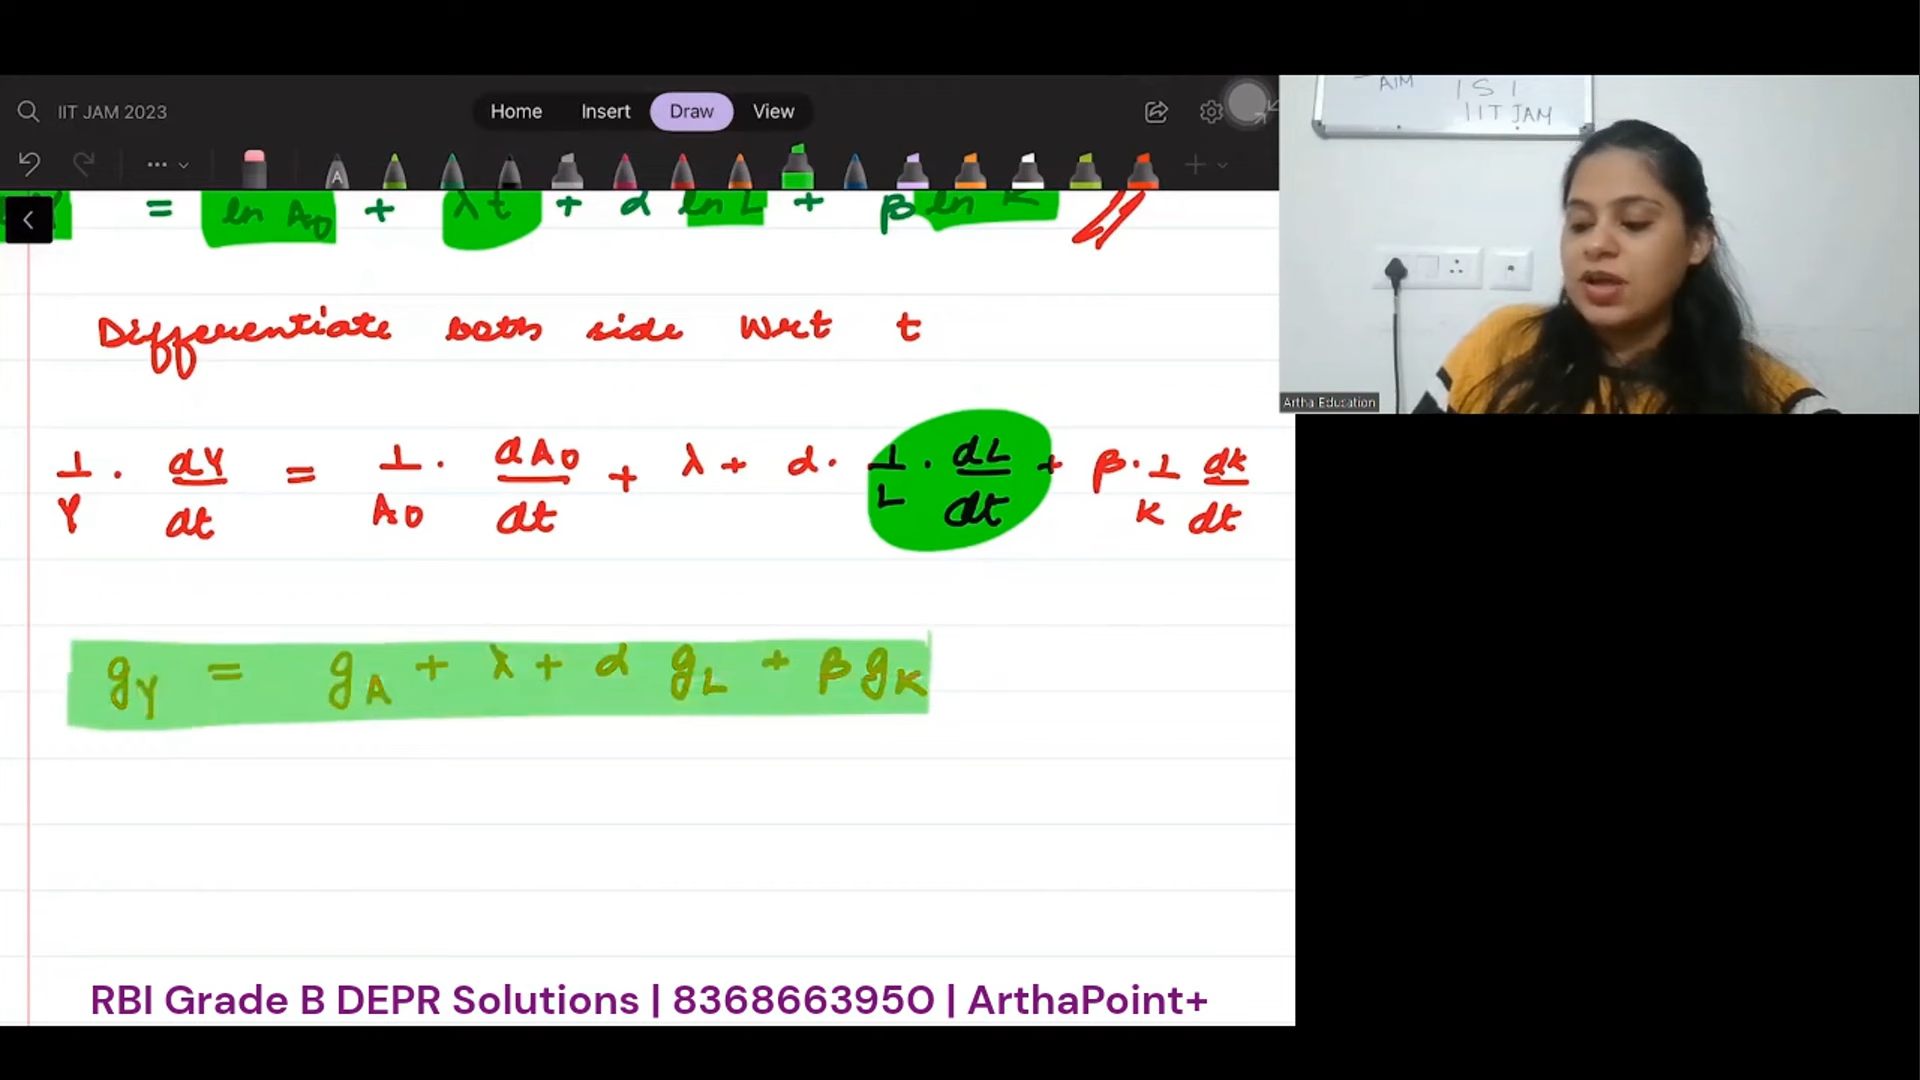 AIM
ISI
IIT JAM
IIT JAM 2023
Home Insert Draw View
A
= ln A0 + λt + α ln L + β ln K
Differentiate both side wrt t
1/Y · dY/dt = 1/A0 · dA0/dt + λ + α · 1/L · dL/dt + β · 1/K dK/dt
gY = gA + λ + α gL + β gK
Artha Education
RBI Grade B DEPR Solutions | 8368663950 | ArthaPoint+